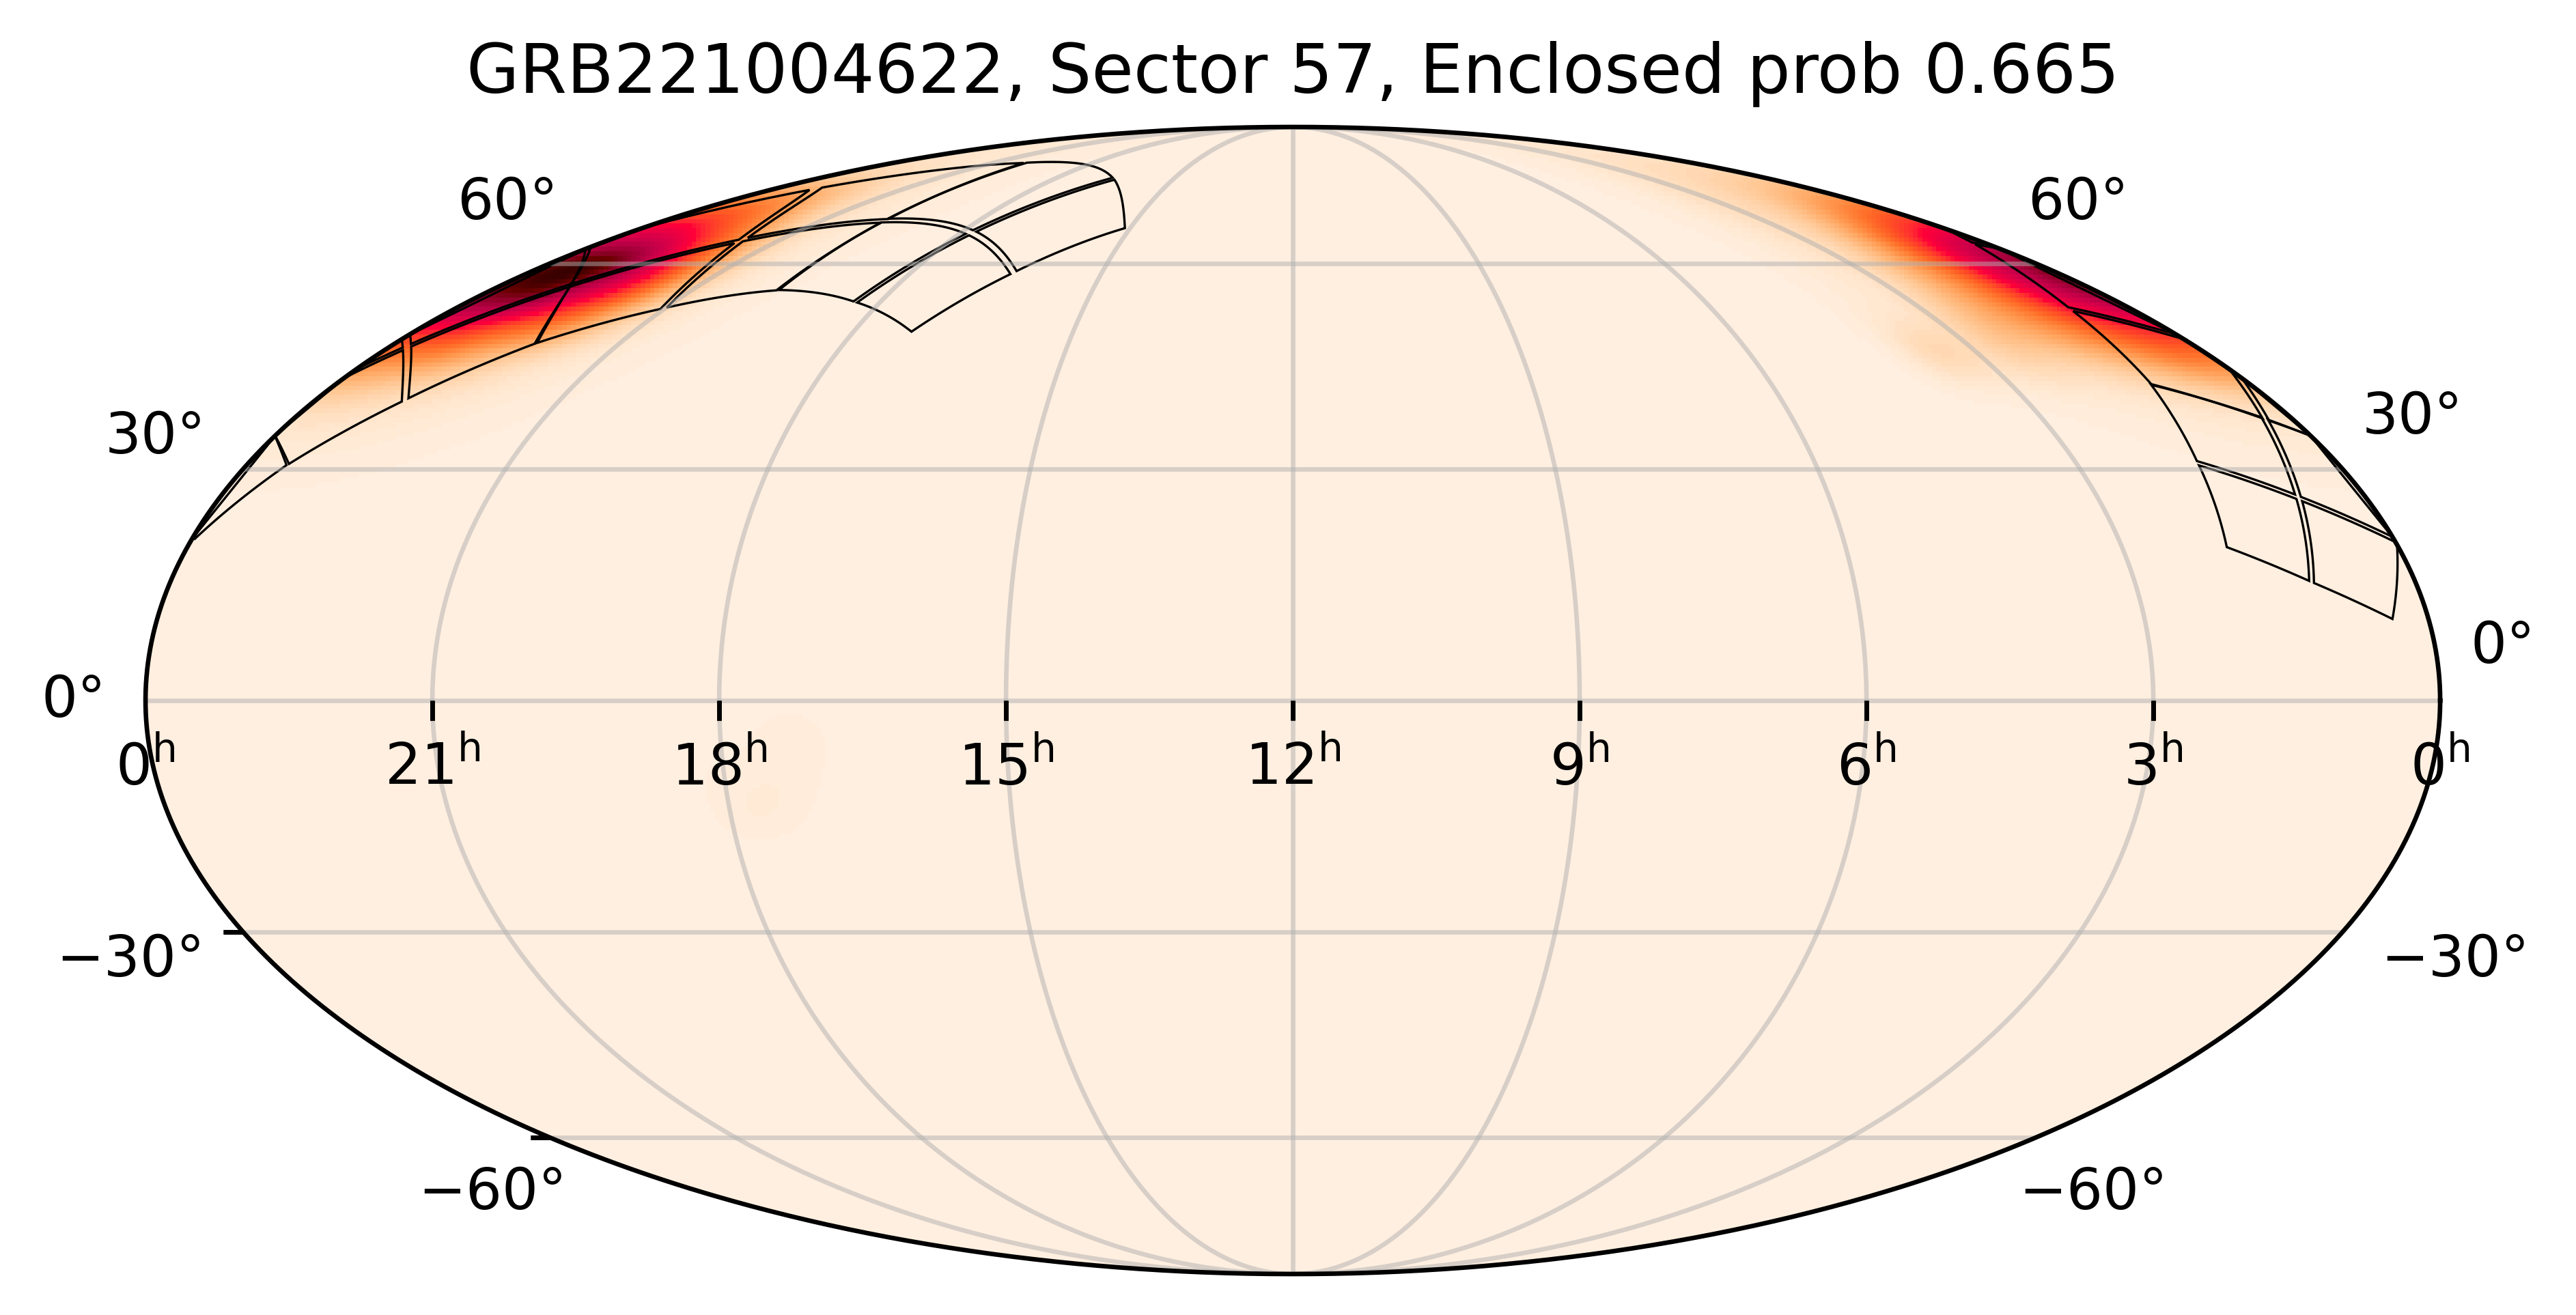 GRB221004622, Sector 57, Enclosed prob 0.665
60° 60°
30° 30°
0° 0°
0ʰ 21ʰ 18ʰ 15ʰ 12ʰ 9ʰ 6ʰ 3ʰ 0ʰ
−30° −30°
−60° −60°